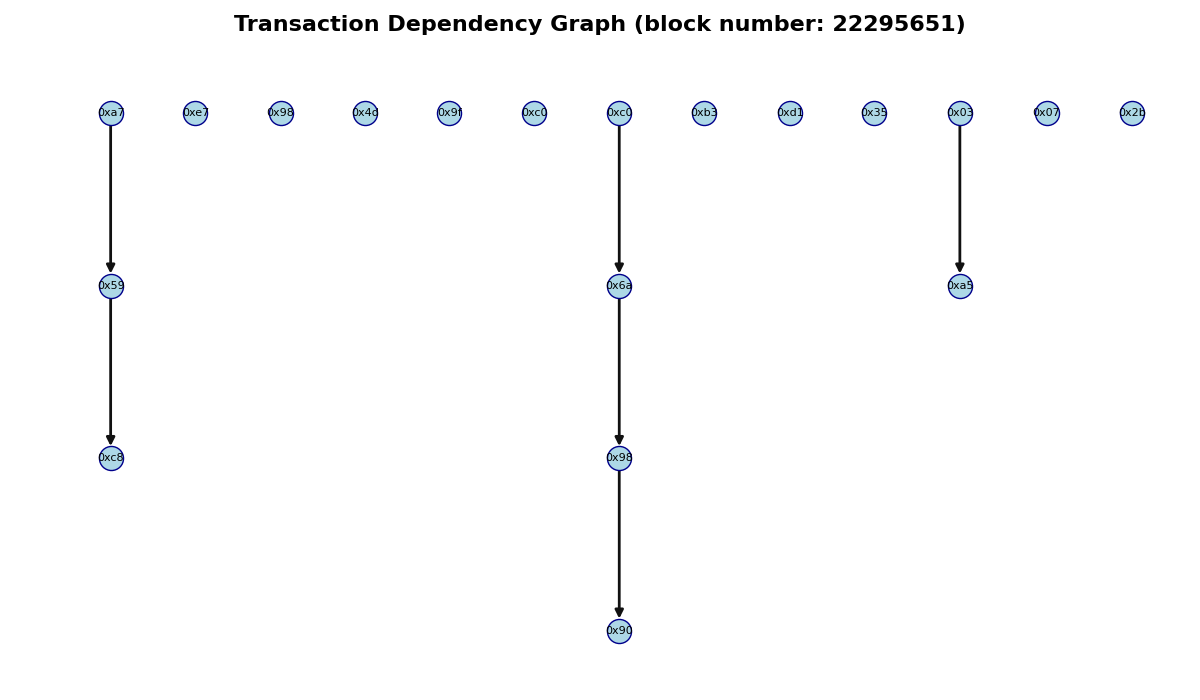 Transaction Dependency Graph (block number: 22295651)
0xa7 0xe7 0x98 0x4d 0x9f 0xc0 0xc0 0xb3 0xd1 0x35 0x03 0x07 0x2b
0x59 0x6a 0xa5
0xc8 0x98
0x90